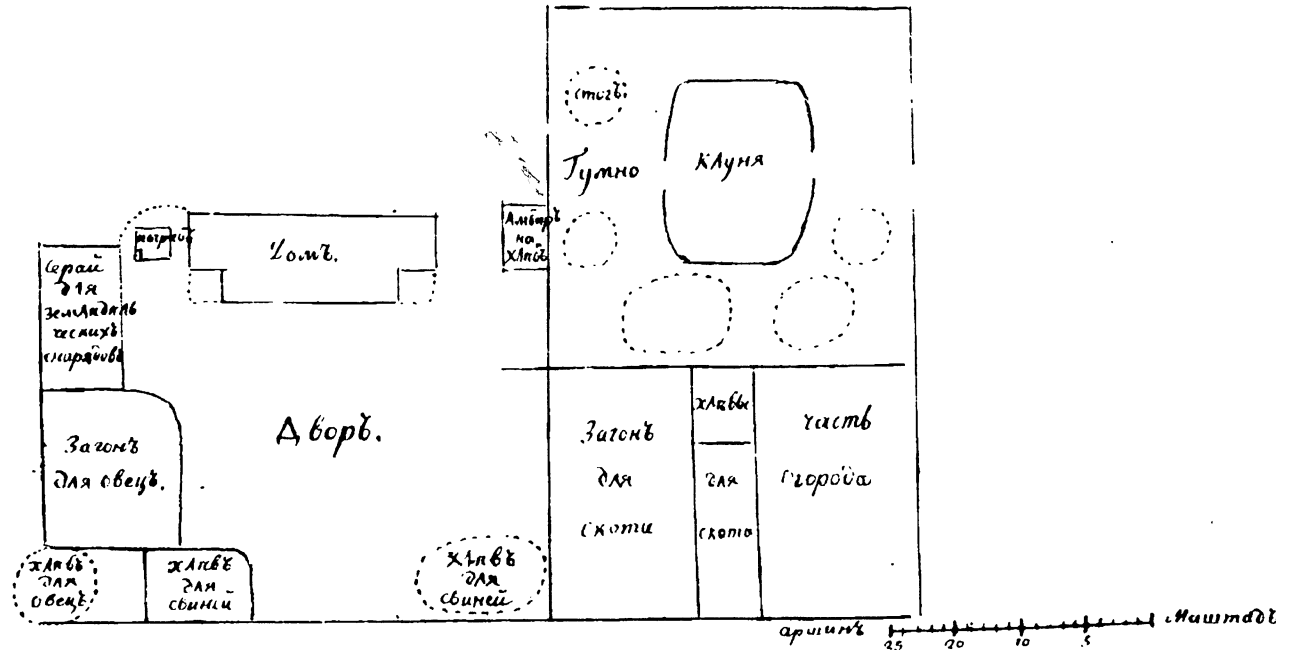 стогъ.
Гумно
Клуня
Амбаръ
на
хлѣбъ
погребъ
Домъ.
Сарай
для
земледѣль
ческихъ
снарядовъ
Загонъ
для овецъ.
Дворъ.
Загонъ
для
скота
хлѣвы
для
скота
часть
огорода
хлѣвъ
для
овецъ
хлѣвъ
для
свиней
хлѣвъ
для
свиней
аршинъ
25 20 10 5
Маштабъ